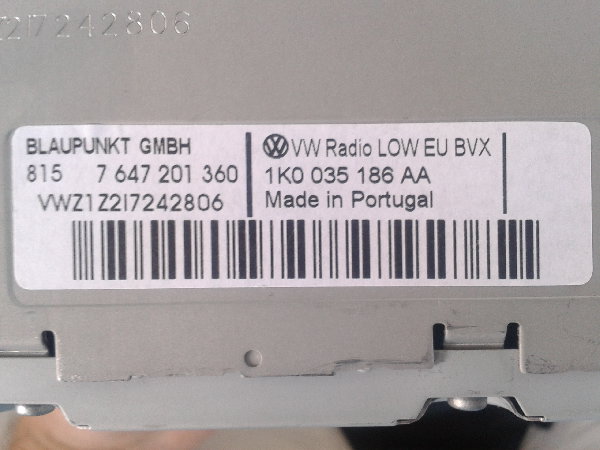 Z2I7242806
BLAUPUNKT GMBH
815 7 647 201 360
VWZ1Z2I7242806
VW Radio LOW EU BVX
1K0 035 186 AA
Made in Portugal